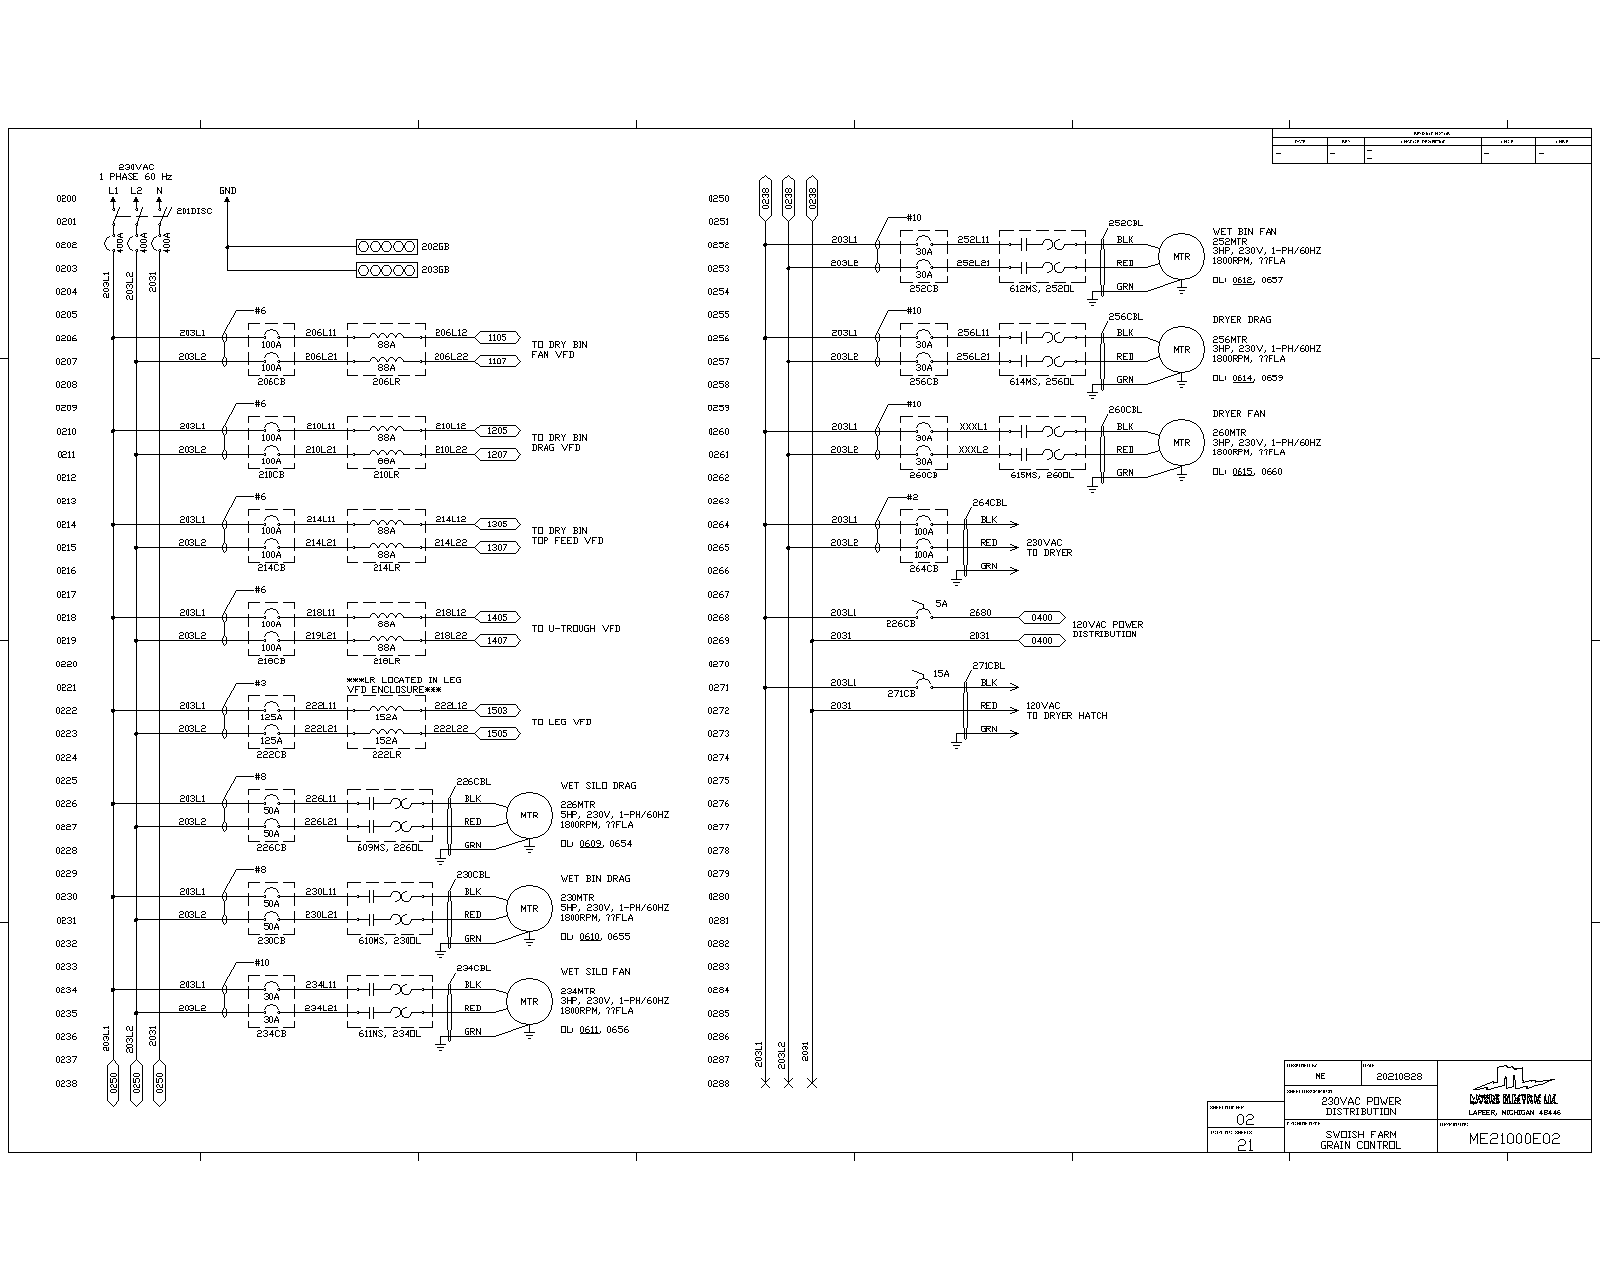 230VAC
1 PHASE 60 Hz
L1 L2 N GND
201DISC
400A 400A 400A
202GB
203GB
203L1 203L2 2031
0200
0201
0202
0203
0204
0205
0206
0207
0208
0209
0210
0211
0212
0213
0214
0215
0216
0217
0218
0219
0220
0221
0222
0223
0224
0225
0226
0227
0228
0229
0230
0231
0232
0233
0234
0235
0236
0237
0238
#6
203L1 100A 206L11 88A 206L12 1105
203L2 100A 206L21 88A 206L22 1107
206CB 206LR
TO DRY BIN
FAN VFD
#6
203L1 100A 210L11 88A 210L12 1205
203L2 100A 210L21 88A 210L22 1207
210CB 210LR
TO DRY BIN
DRAG VFD
#6
203L1 100A 214L11 88A 214L12 1305
203L2 100A 214L21 88A 214L22 1307
214CB 214LR
TO DRY BIN
TOP FEED VFD
#6
203L1 100A 218L11 88A 218L12 1405
203L2 100A 219L21 88A 218L22 1407
218CB 218LR
TO U-TROUGH VFD
***LR LOCATED IN LEG
VFD ENCLOSURE***
#3
203L1 125A 222L11 152A 222L12 1503
203L2 125A 222L21 152A 222L22 1505
222CB 222LR
TO LEG VFD
#8
203L1 50A 226L11 226CBL BLK
203L2 50A 226L21 RED
GRN
226CB 609MS, 226OL
MTR
WET SILO DRAG
226MTR
5HP, 230V, 1-PH/60HZ
1800RPM, ??FLA
OL: 0609, 0654
#8
203L1 50A 230L11 230CBL BLK
203L2 50A 230L21 RED
GRN
230CB 610MS, 230OL
MTR
WET BIN DRAG
230MTR
5HP, 230V, 1-PH/60HZ
1800RPM, ??FLA
OL: 0610, 0655
#10
203L1 30A 234L11 234CBL BLK
203L2 30A 234L21 RED
GRN
234CB 611NS, 234OL
MTR
WET SILO FAN
234MTR
3HP, 230V, 1-PH/60HZ
1800RPM, ??FLA
OL: 0611, 0656
203L1 203L2 2031
0250 0250 0250
0238 0238 0238
0250
0251
0252
0253
0254
0255
0256
0257
0258
0259
0260
0261
0262
0263
0264
0265
0266
0267
0268
0269
0270
0271
0272
0273
0274
0275
0276
0277
0278
0279
0280
0281
0282
0283
0284
0285
0286
0287
0288
#10
203L1 30A 252L11 252CBL BLK
203L2 30A 252L21 RED
GRN
252CB 612MS, 252OL
MTR
WET BIN FAN
252MTR
3HP, 230V, 1-PH/60HZ
1800RPM, ??FLA
OL: 0612, 0657
#10
203L1 30A 256L11 256CBL BLK
203L2 30A 256L21 RED
GRN
256CB 614MS, 256OL
MTR
DRYER DRAG
256MTR
3HP, 230V, 1-PH/60HZ
1800RPM, ??FLA
OL: 0614, 0659
#10
203L1 30A XXXL1 260CBL BLK
203L2 30A XXXL2 RED
GRN
260CB 615MS, 260OL
MTR
DRYER FAN
260MTR
3HP, 230V, 1-PH/60HZ
1800RPM, ??FLA
OL: 0615, 0660
#2
203L1 100A 264CBL BLK
203L2 100A RED
GRN
264CB
230VAC
TO DRYER
203L1 226CB 5A 2680 0400
2031 2031 0400
120VAC POWER
DISTRIBUTION
203L1 271CB 15A 271CBL BLK
2031 RED
GRN
120VAC
TO DRYER HATCH
203L1 203L2 2031
NE 20210828
230VAC POWER
DISTRIBUTION
SWOISH FARM
GRAIN CONTROL
LAPEER, MICHIGAN 48446
ME21000E02
SHEET NUMBER
02
21